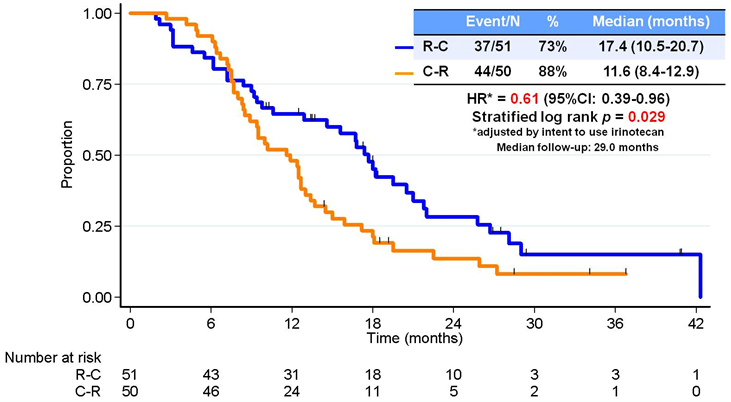 Event/N % Median (months)
R-C 37/51 73% 17.4 (10.5-20.7)
C-R 44/50 88% 11.6 (8.4-12.9)
HR* = 0.61 (95%CI: 0.39-0.96)
Stratified log rank p = 0.029
*adjusted by intent to use irinotecan
Median follow-up: 29.0 months
Proportion
1.00
0.75
0.50
0.25
0.00
0 6 12 18 24 30 36 42
Time (months)
Number at risk
R-C 51 43 31 18 10 3 3 1
C-R 50 46 24 11 5 2 1 0